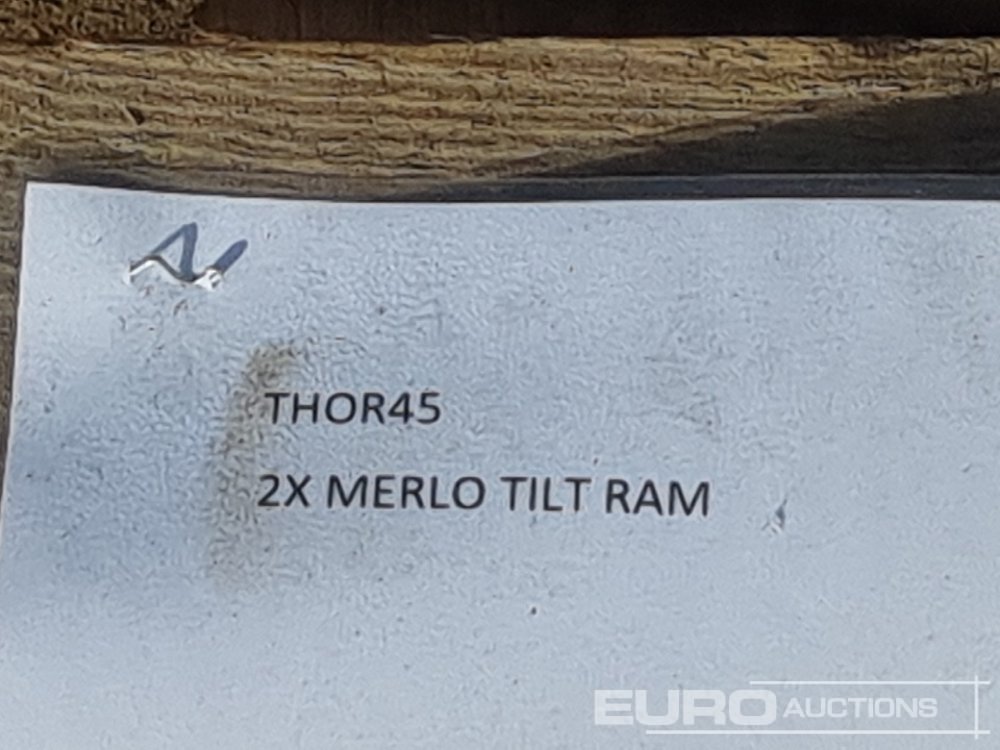 THOR45
2X MERLO TILT RAM
EURO AUCTIONS